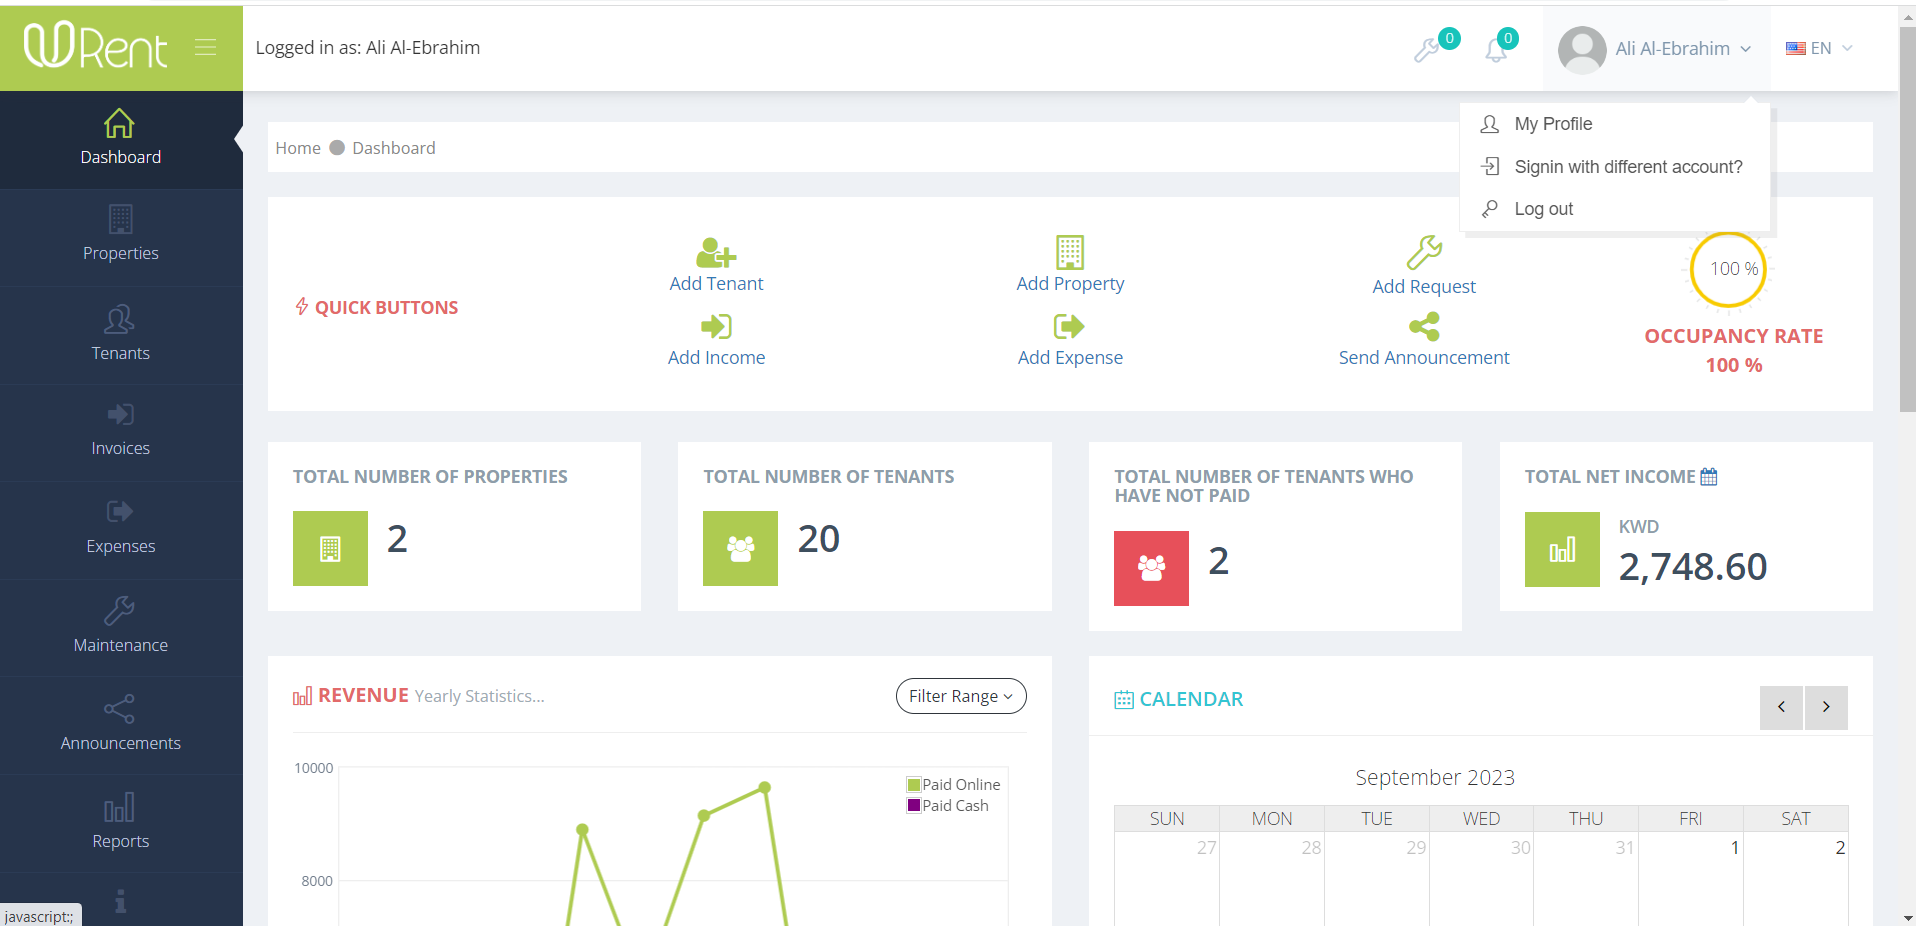 URent
Logged in as: Ali Al-Ebrahim
0
0
Ali Al-Ebrahim
EN
My Profile
Signin with different account?
Log out
Dashboard
Properties
Tenants
Invoices
Expenses
Maintenance
Announcements
Reports
javascript:;
Home Dashboard
QUICK BUTTONS
Add Tenant
Add Property
Add Request
Add Income
Add Expense
Send Announcement
100 %
OCCUPANCY RATE
100 %
TOTAL NUMBER OF PROPERTIES
2
TOTAL NUMBER OF TENANTS
20
TOTAL NUMBER OF TENANTS WHO
HAVE NOT PAID
2
TOTAL NET INCOME
KWD
2,748.60
REVENUE Yearly Statistics...
Filter Range
10000
8000
Paid Online
Paid Cash
CALENDAR
September 2023
SUN MON TUE WED THU FRI SAT
27 28 29 30 31 1 2